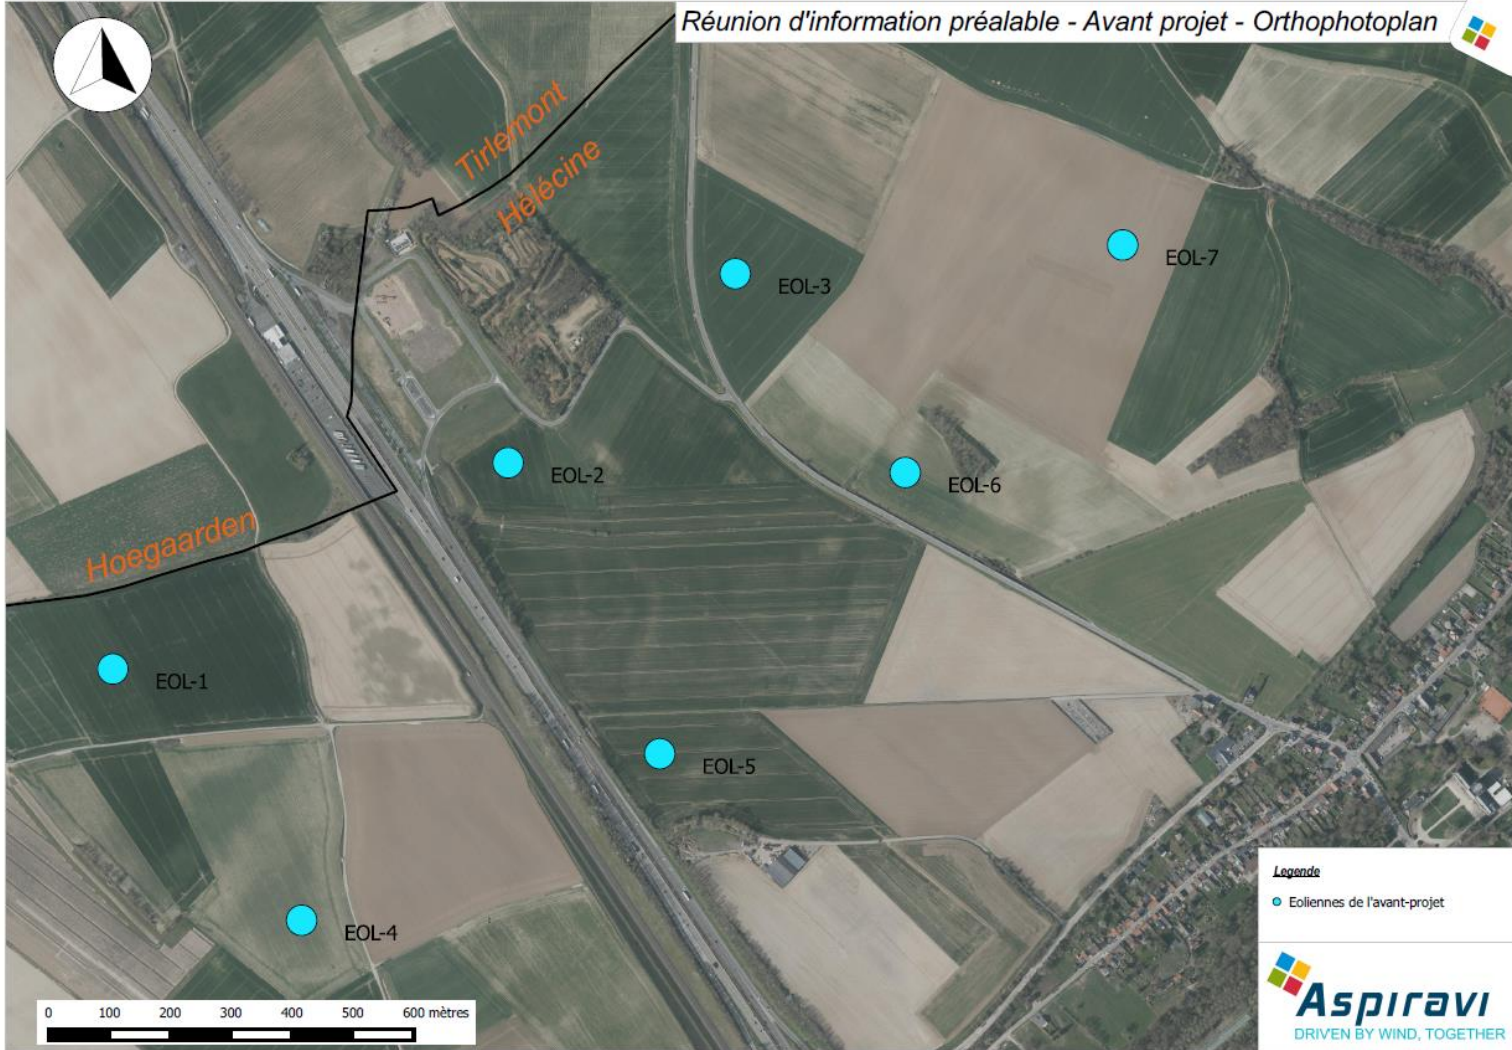 Réunion d'information préalable - Avant projet - Orthophotoplan
Tirlemont
Hélécine
EOL-7
EOL-3
EOL-2
EOL-6
Hoegaarden
EOL-1
EOL-5
EOL-4
Legende
Eoliennes de l'avant-projet
0 100 200 300 400 500 600 mètres
Aspiravi
DRIVEN BY WIND, TOGETHER